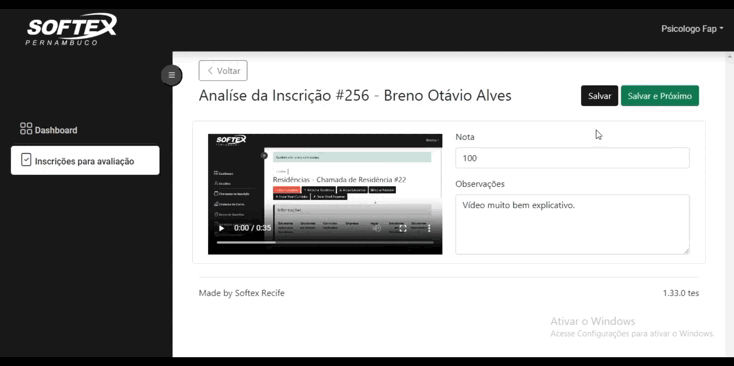 SOFTEX
PERNAMBUCO
Psicologo Fap
Voltar
Analíse da Inscrição #256 - Breno Otávio Alves
Salvar
Salvar e Próximo
Dashboard
Inscrições para avaliação
SOFTEX
Residências - Chamada de Residência #22
Informações
0:00 / 0:35
Nota
100
Observações
Vídeo muito bem explicativo.
Made by Softex Recife
1.33.0 tes
Ativar o Windows
Acesse Configurações para ativar o Windows.